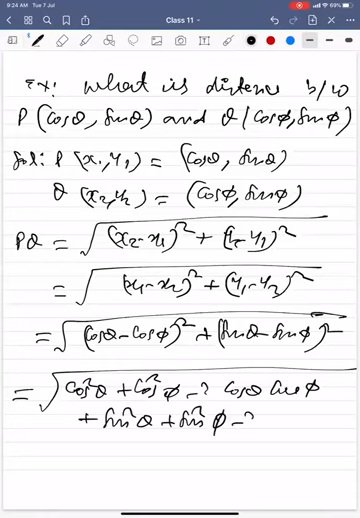 9:24 AM Tue 7 Jul 69%
Class 11
Ex: What is distence b/w
P (Cosθ, Sinθ) and Q (Cosϕ, Sinϕ)
Sol: P (x₁, y₁) = (Cosθ, Sinθ)
Q (x₂, y₂) = (Cosϕ, Sinϕ)
PQ = √(x₂-x₁)² + (y₂-y₁)²
= √(x₁-x₂)² + (y₁-y₂)²
= √(Cosθ-Cosϕ)² + (Sinθ-Sinϕ)²
= √Cos²θ + Cos²ϕ - 2 Cosθ Cosϕ
+ Sin²θ + Sin²ϕ - 2